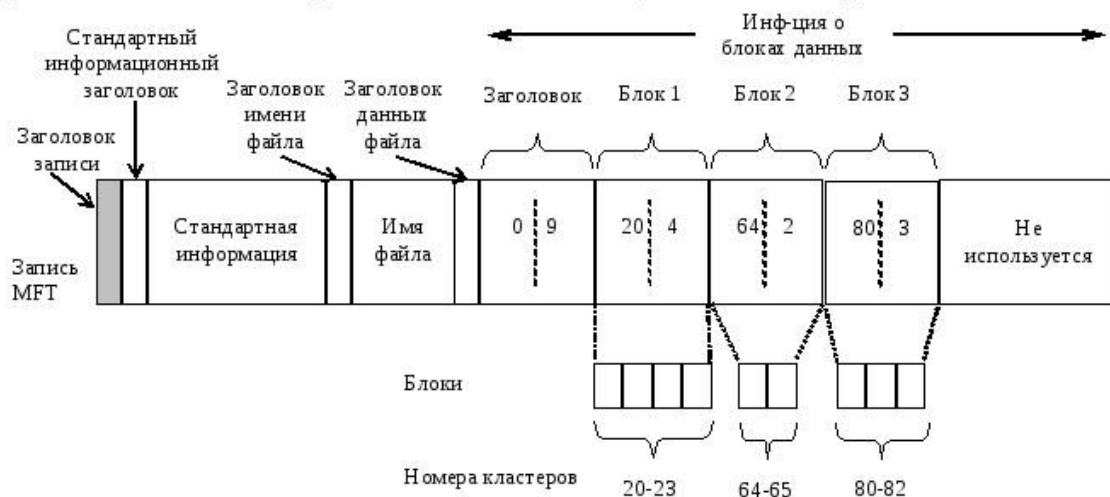 Инф-ция о
блоках данных
Стандартный
информационный
заголовок
Заголовок
имени
файла
Заголовок
данных
файла
Заголовок
Блок 1
Блок 2
Блок 3
Заголовок
записи
Запись
MFT
Стандартная
информация
Имя
файла
0 9
20 4
64 2
80 3
Не
используется
Блоки
Номера кластеров
20-23
64-65
80-82